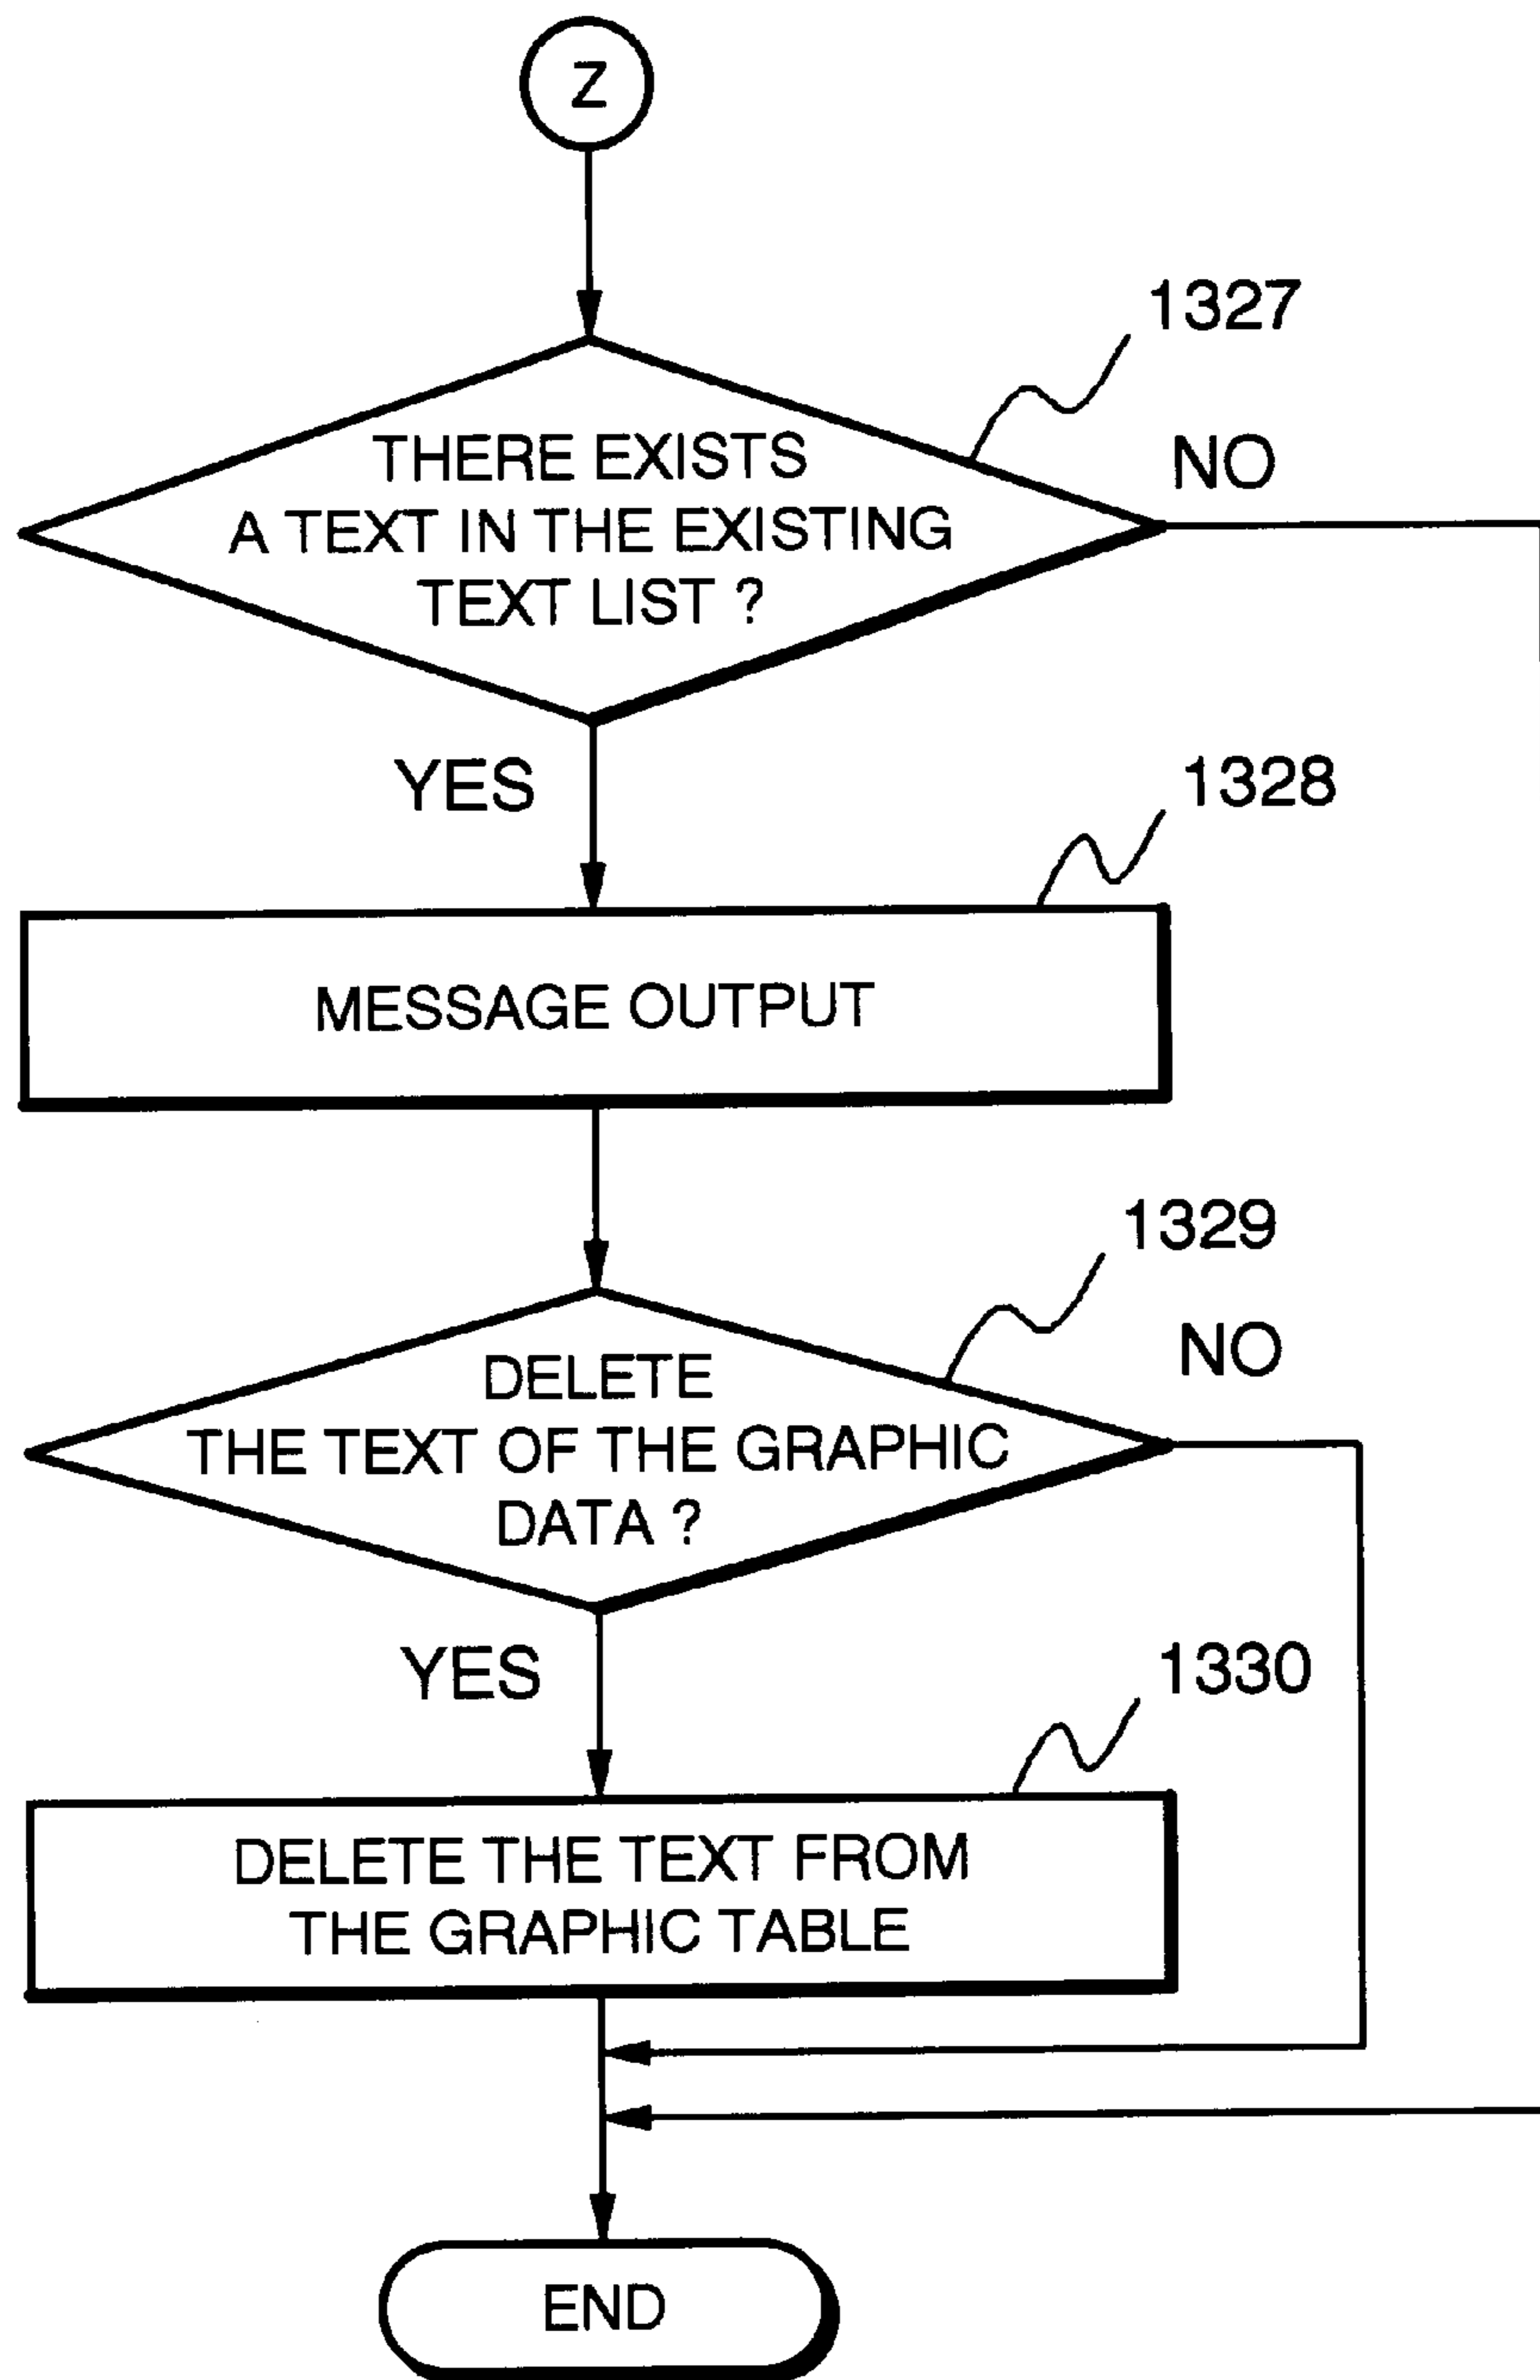 Z
1327
THERE EXISTS
A TEXT IN THE EXISTING
TEXT LIST ?
NO
YES
1328
MESSAGE OUTPUT
1329
DELETE
THE TEXT OF THE GRAPHIC
DATA ?
NO
YES
1330
DELETE THE TEXT FROM
THE GRAPHIC TABLE
END